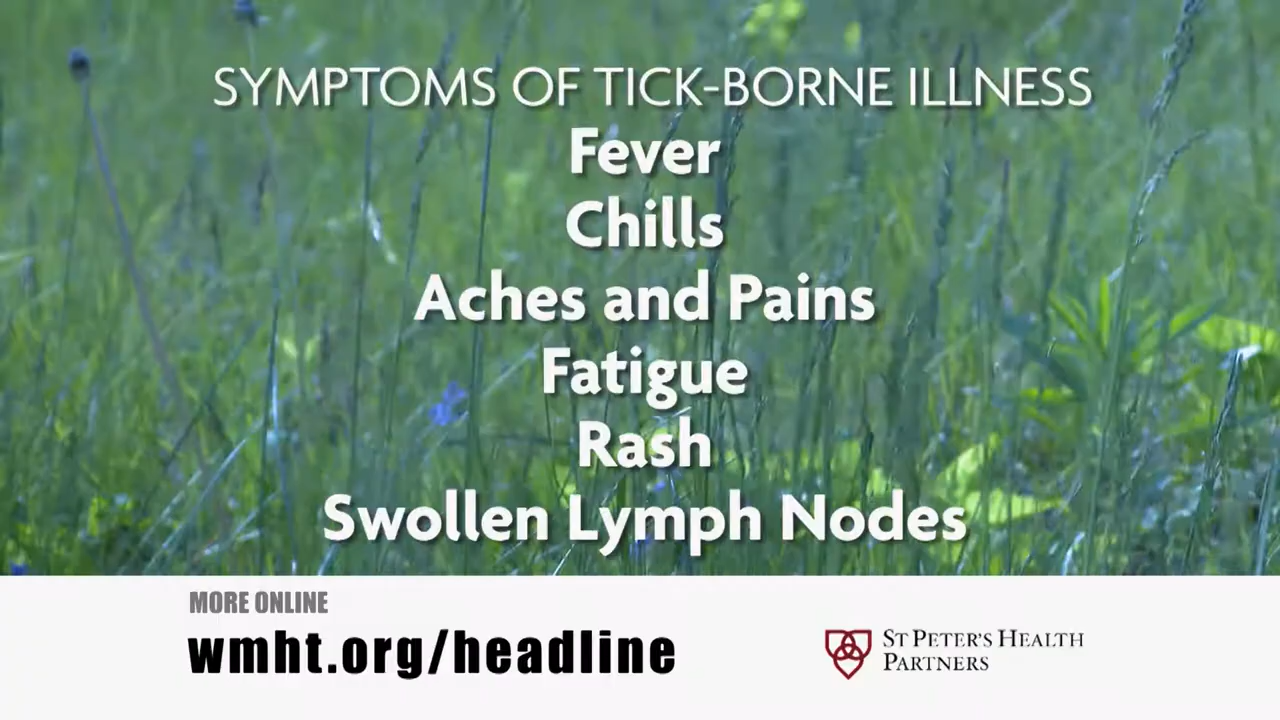 SYMPTOMS OF TICK-BORNE ILLNESS
Fever
Chills
Aches and Pains
Fatigue
Rash
Swollen Lymph Nodes
MORE ONLINE
wmht.org/headline
ST PETER'S HEALTH
PARTNERS